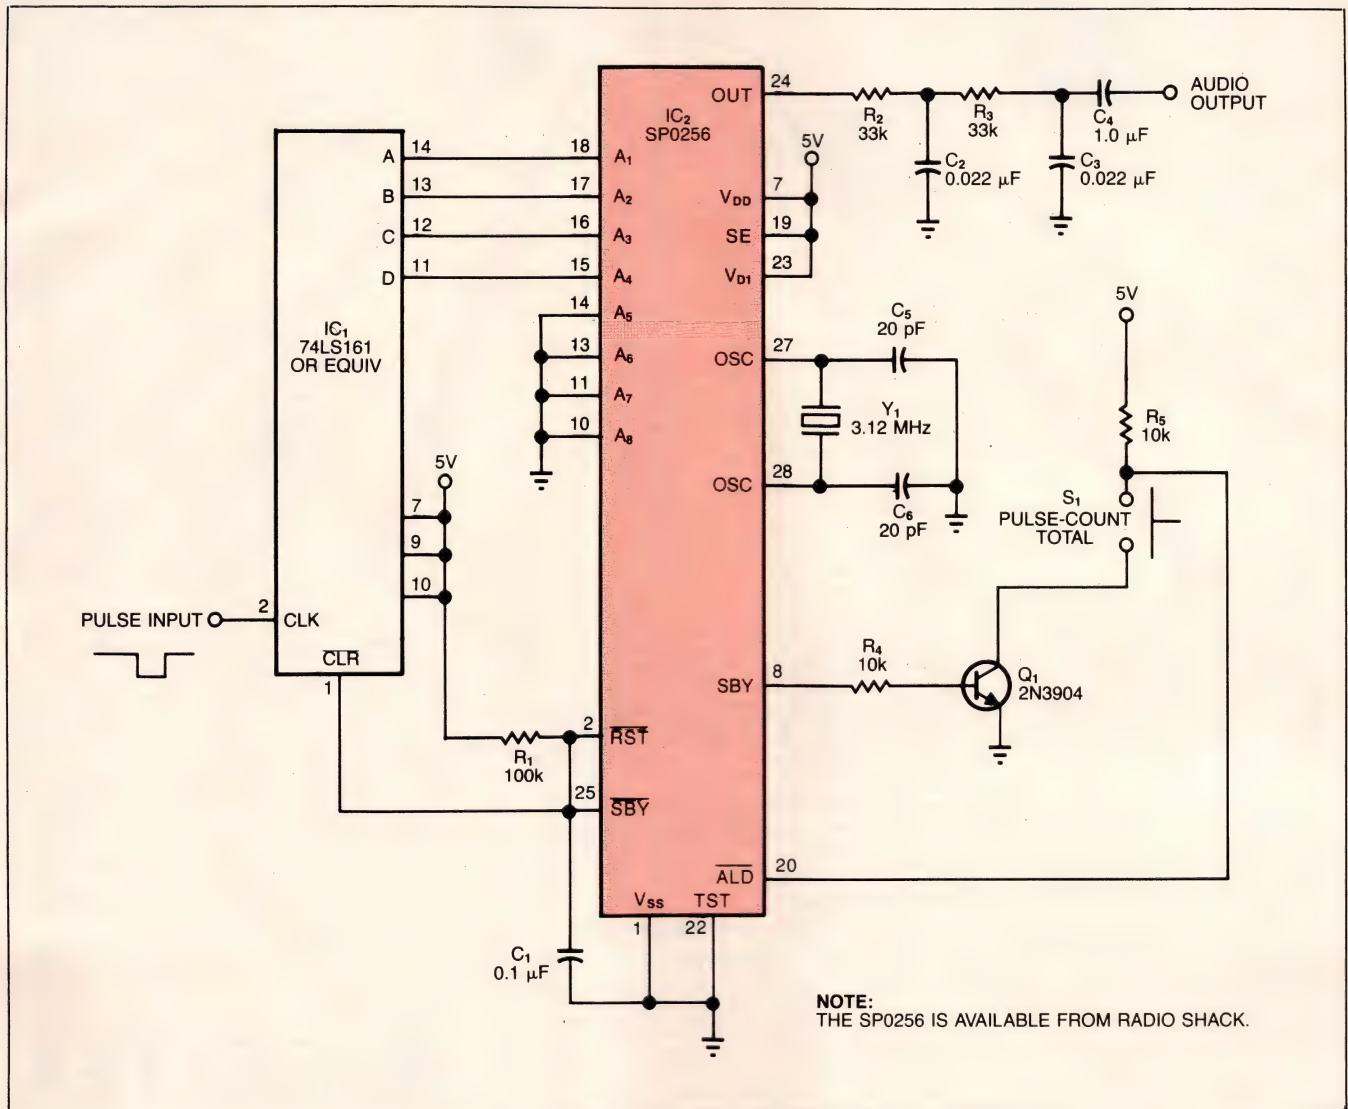 24
OUT
IC2
SP0256
R2
33k
R3
33k
C4
1.0 µF
AUDIO
OUTPUT
C2
0.022 µF
C3
0.022 µF
5V
A 14
18 A1
B 13
17 A2
C 12
16 A3
D 11
15 A4
14 A5
13 A6
11 A7
10 A8
VDD 7
SE 19
VD1 23
IC1
74LS161
OR EQUIV
C5
20 pF
OSC 27
Y1
3.12 MHz
OSC 28
C6
20 pF
5V
R5
10k
S1
PULSE-COUNT
TOTAL
5V
7
9
10
PULSE INPUT
2 CLK
CLR
1
R4
10k
SBY 8
Q1
2N3904
2 RST
R1
100k
25 SBY
ALD 20
VSS TST
1 22
C1
0.1 µF
NOTE:
THE SP0256 IS AVAILABLE FROM RADIO SHACK.